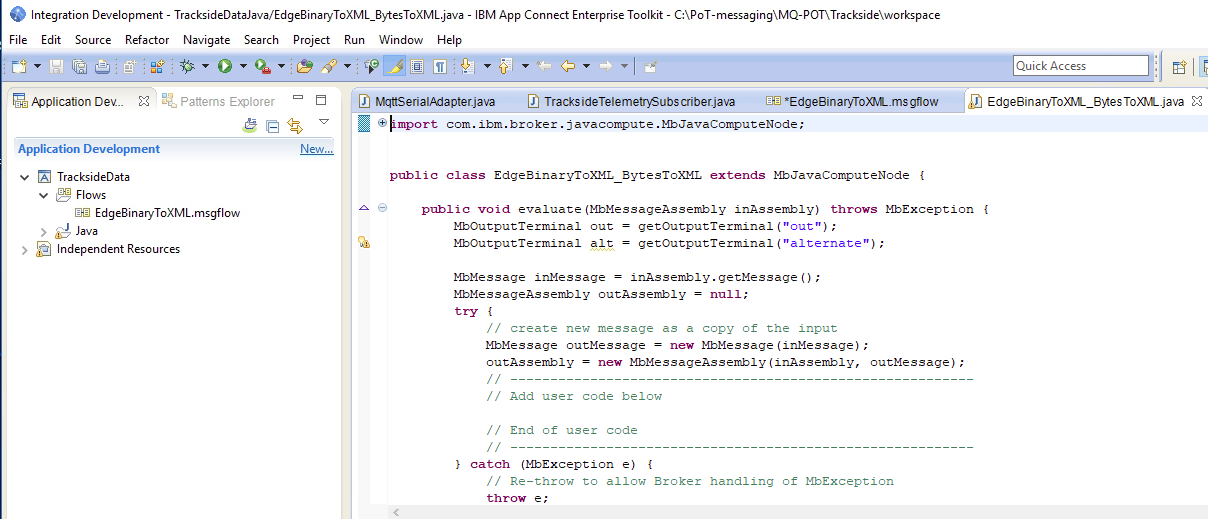 Integration Development - TracksideDataJava/EdgeBinaryToXML_BytesToXML.java - IBM App Connect Enterprise Toolkit - C:\PoT-messaging\MQ-POT\Trackside\workspace
File Edit Source Refactor Navigate Search Project Run Window Help
Quick Access
Application Dev... Patterns Explorer
Application Development New...
TracksideData
Flows
EdgeBinaryToXML.msgflow
Java
Independent Resources
MqttSerialAdapter.java TracksideTelemetrySubscriber.java *EdgeBinaryToXML.msgflow EdgeBinaryToXML_BytesToXML.java
import com.ibm.broker.javacompute.MbJavaComputeNode;
public class EdgeBinaryToXML_BytesToXML extends MbJavaComputeNode {
public void evaluate(MbMessageAssembly inAssembly) throws MbException {
MbOutputTerminal out = getOutputTerminal("out");
MbOutputTerminal alt = getOutputTerminal("alternate");
MbMessage inMessage = inAssembly.getMessage();
MbMessageAssembly outAssembly = null;
try {
// create new message as a copy of the input
MbMessage outMessage = new MbMessage(inMessage);
outAssembly = new MbMessageAssembly(inAssembly, outMessage);
// ----------------------------------------------------------
// Add user code below
// End of user code
// ----------------------------------------------------------
} catch (MbException e) {
// Re-throw to allow Broker handling of MbException
throw e;